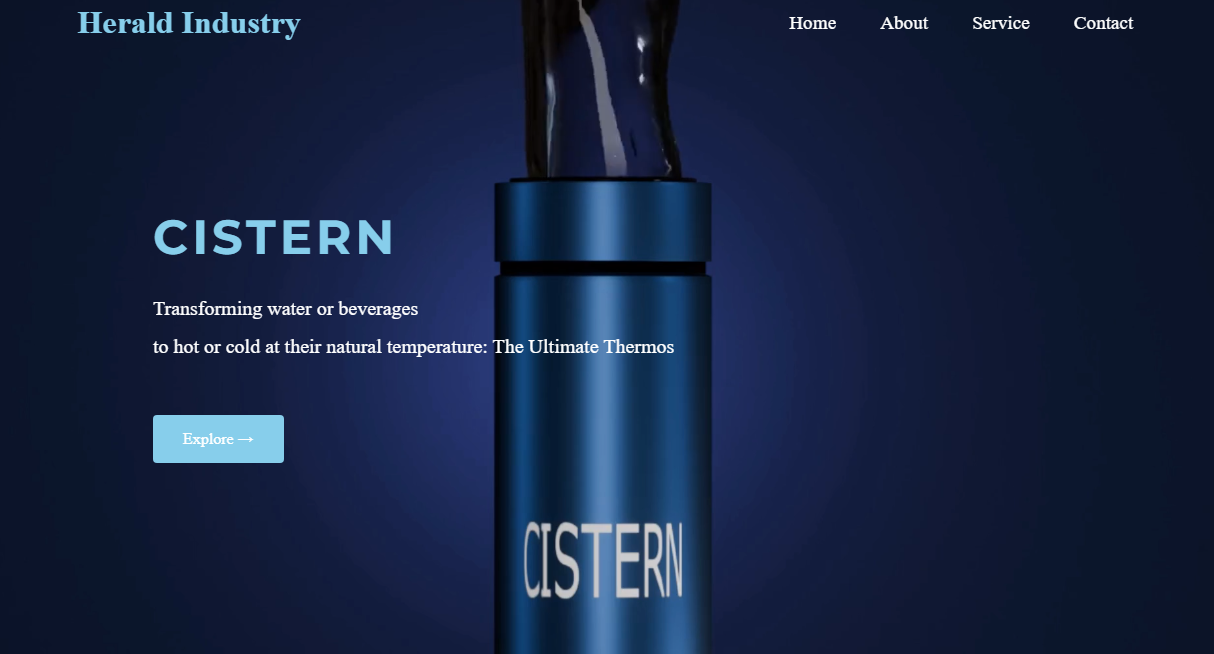 Herald Industry
Home About Service Contact
CISTERN
Transforming water or beverages
to hot or cold at their natural temperature: The Ultimate Thermos
Explore →
CISTERN